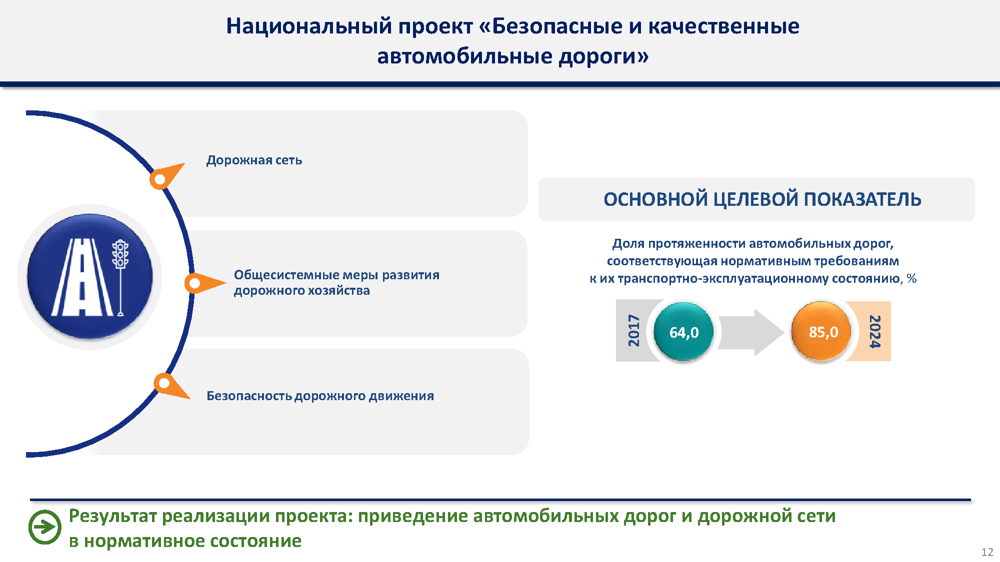 Национальный проект «Безопасные и качественные
автомобильные дороги»
Дорожная сеть
Общесистемные меры развития
дорожного хозяйства
Безопасность дорожного движения
ОСНОВНОЙ ЦЕЛЕВОЙ ПОКАЗАТЕЛЬ
Доля протяженности автомобильных дорог,
соответствующая нормативным требованиям
к их транспортно-эксплуатационному состоянию, %
2017
64,0
85,0
2024
Результат реализации проекта: приведение автомобильных дорог и дорожной сети
в нормативное состояние
12